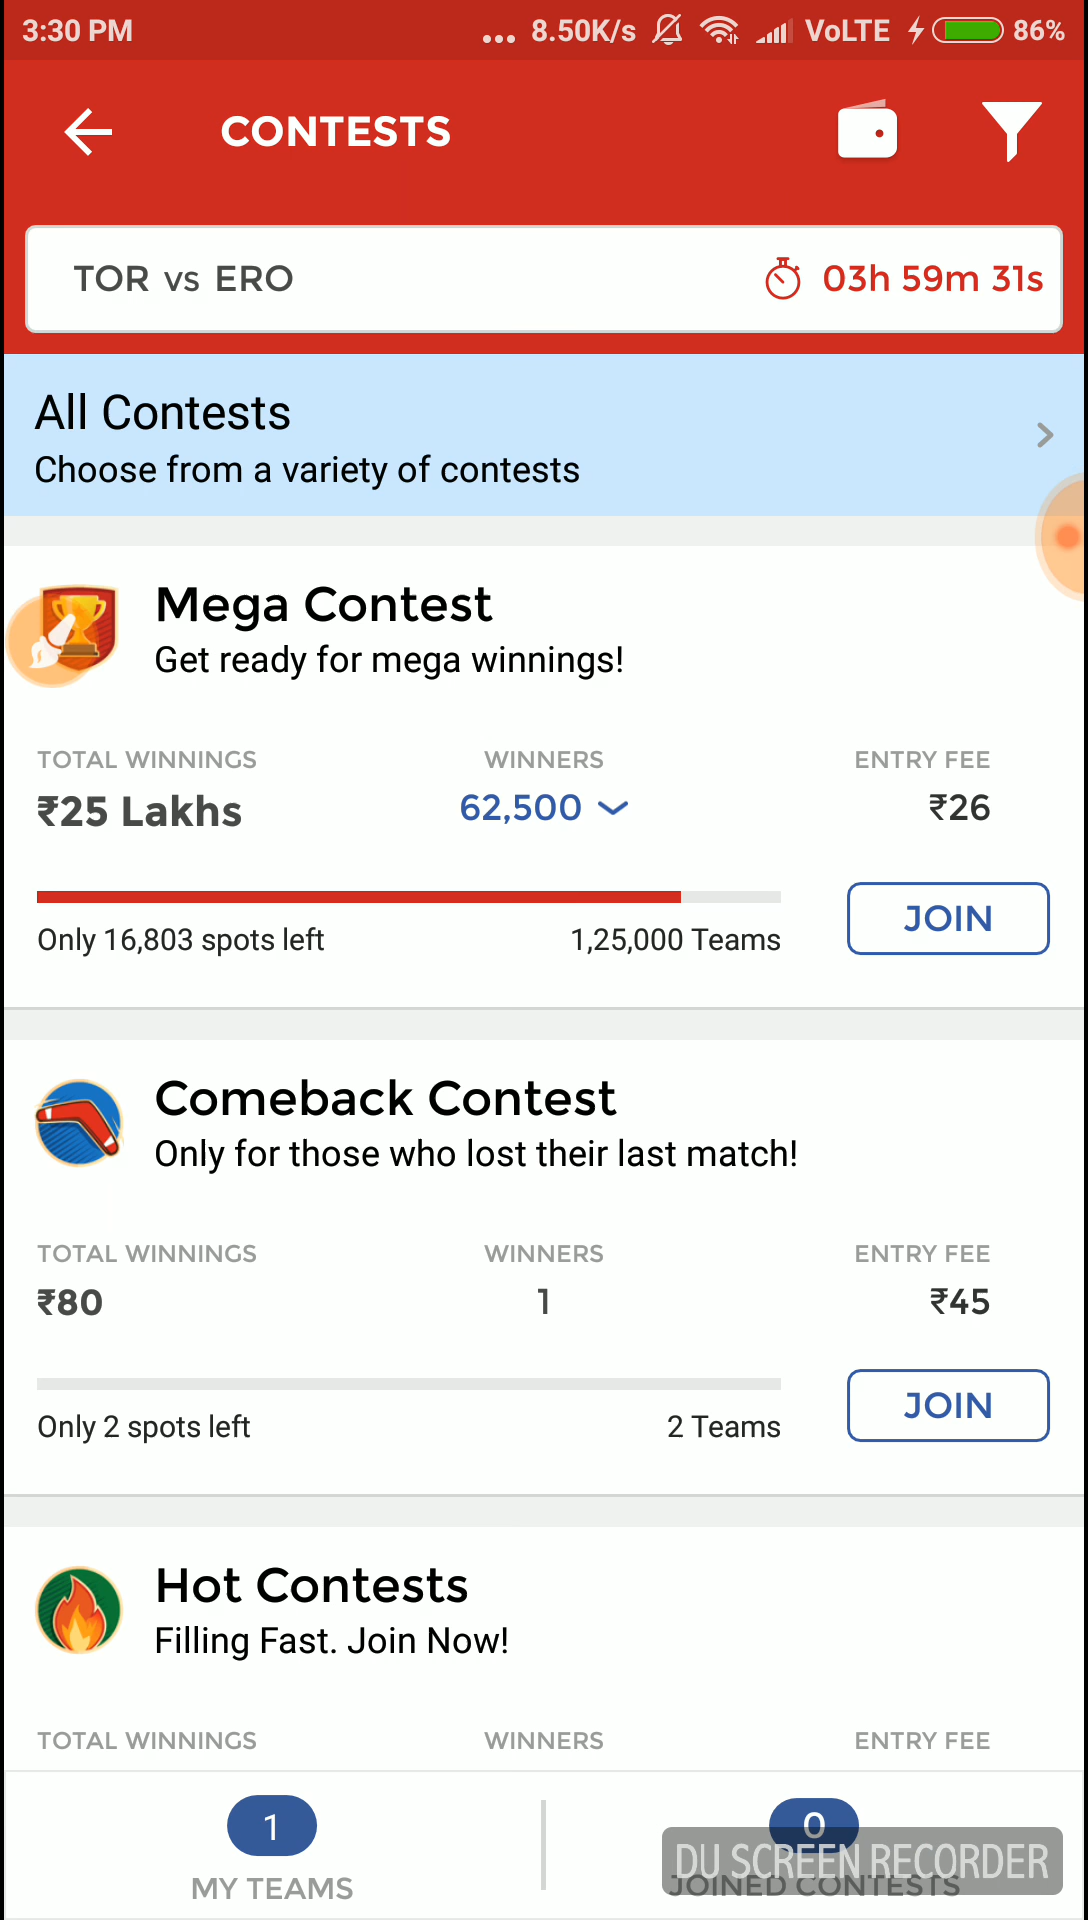 3:30 PM ... 8.50K/s VoLTE 86%
CONTESTS
TOR vs ERO 03h 59m 31s
All Contests
Choose from a variety of contests
Mega Contest
Get ready for mega winnings!
TOTAL WINNINGS WINNERS ENTRY FEE
₹25 Lakhs 62,500 ₹26
Only 16,803 spots left 1,25,000 Teams JOIN
Comeback Contest
Only for those who lost their last match!
TOTAL WINNINGS WINNERS ENTRY FEE
₹80 1 ₹45
Only 2 spots left 2 Teams JOIN
Hot Contests
Filling Fast. Join Now!
TOTAL WINNINGS WINNERS ENTRY FEE
1 0
DU SCREEN RECORDER
MY TEAMS JOINED CONTESTS